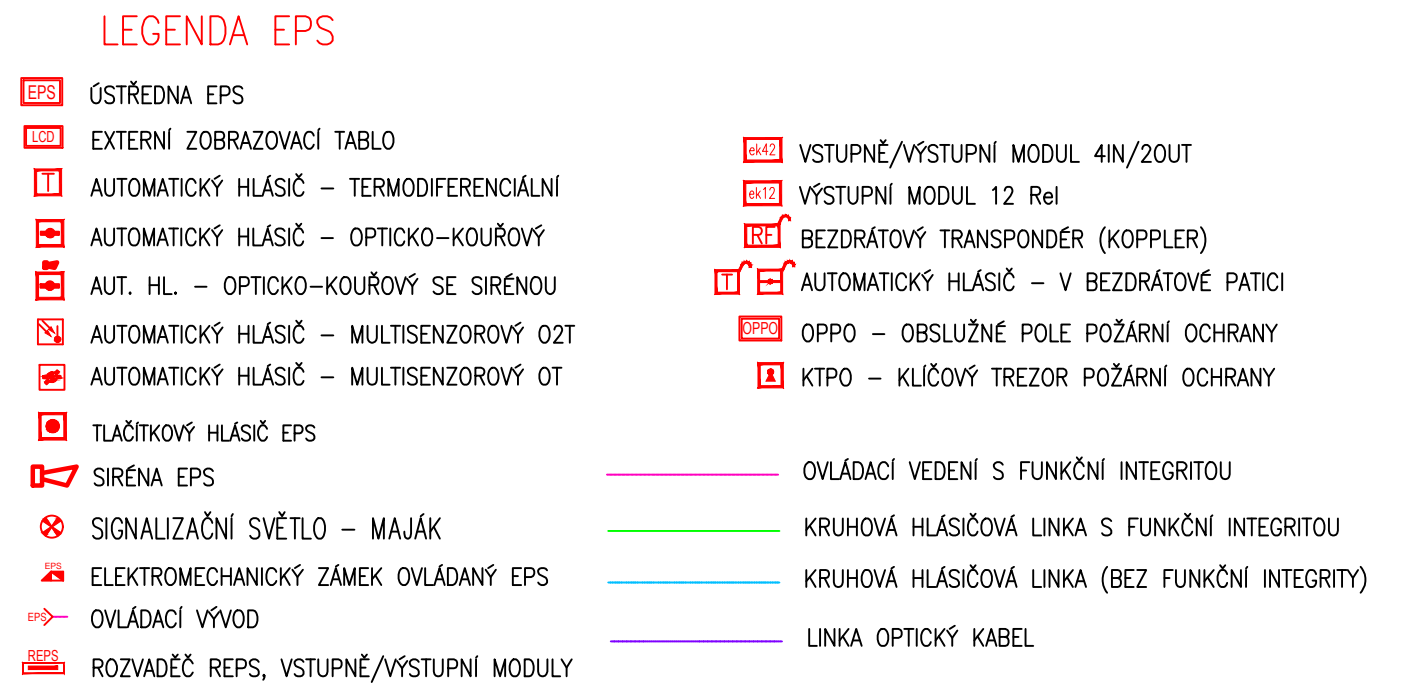 LEGENDA EPS
EPS ÚSTŘEDNA EPS
LCD EXTERNÍ ZOBRAZOVACÍ TABLO
T AUTOMATICKÝ HLÁSIČ – TERMODIFERENCIÁLNÍ
AUTOMATICKÝ HLÁSIČ – OPTICKO–KOUŘOVÝ
AUT. HL. – OPTICKO–KOUŘOVÝ SE SIRÉNOU
AUTOMATICKÝ HLÁSIČ – MULTISENZOROVÝ O2T
AUTOMATICKÝ HLÁSIČ – MULTISENZOROVÝ OT
TLAČÍTKOVÝ HLÁSIČ EPS
SIRÉNA EPS
SIGNALIZAČNÍ SVĚTLO – MAJÁK
EPS ELEKTROMECHANICKÝ ZÁMEK OVLÁDANÝ EPS
EPS OVLÁDACÍ VÝVOD
REPS ROZVADĚČ REPS, VSTUPNĚ/VÝSTUPNÍ MODULY
ek42 VSTUPNĚ/VÝSTUPNÍ MODUL 4IN/2OUT
ek12 VÝSTUPNÍ MODUL 12 Rel
RF BEZDRÁTOVÝ TRANSPONDÉR (KOPPLER)
T AUTOMATICKÝ HLÁSIČ – V BEZDRÁTOVÉ PATICI
OPPO OPPO – OBSLUŽNÉ POLE POŽÁRNÍ OCHRANY
KTPO – KLÍČOVÝ TREZOR POŽÁRNÍ OCHRANY
OVLÁDACÍ VEDENÍ S FUNKČNÍ INTEGRITOU
KRUHOVÁ HLÁSIČOVÁ LINKA S FUNKČNÍ INTEGRITOU
KRUHOVÁ HLÁSIČOVÁ LINKA (BEZ FUNKČNÍ INTEGRITY)
LINKA OPTICKÝ KABEL